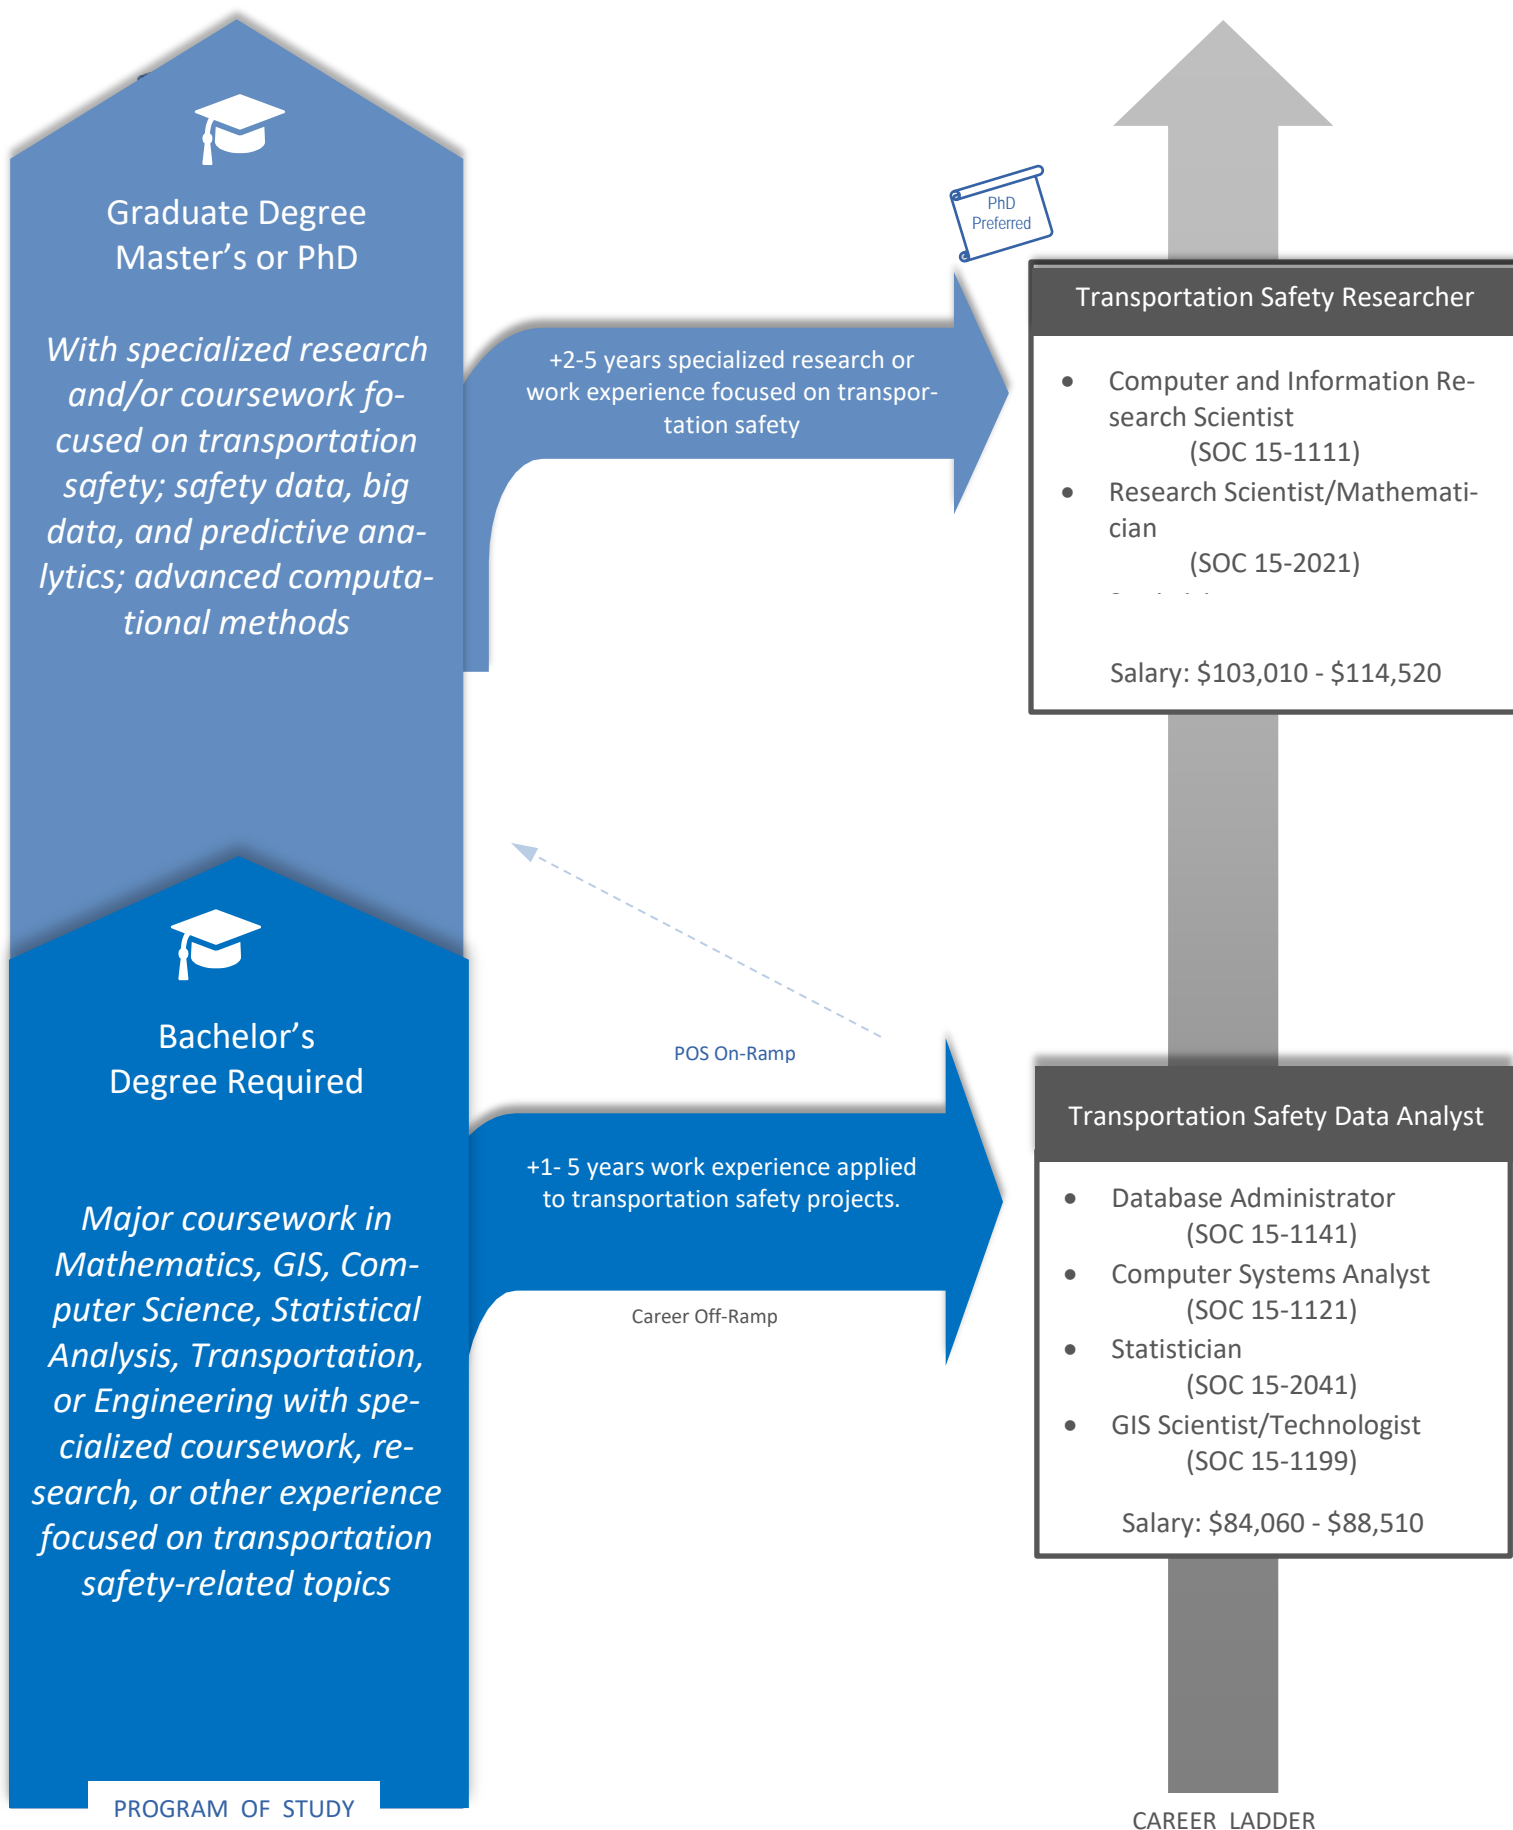 Graduate Degree
Master’s or PhD
With specialized research
and/or coursework fo-
cused on transportation
safety; safety data, big
data, and predictive ana-
lytics; advanced computa-
tional methods
+2-5 years specialized research or
work experience focused on transpor-
tation safety
PhD
Preferred
Transportation Safety Researcher
• Computer and Information Re-
search Scientist
(SOC 15-1111)
• Research Scientist/Mathemati-
cian
(SOC 15-2021)
Salary: $103,010 - $114,520
Bachelor’s
Degree Required
Major coursework in
Mathematics, GIS, Com-
puter Science, Statistical
Analysis, Transportation,
or Engineering with spe-
cialized coursework, re-
search, or other experience
focused on transportation
safety-related topics
POS On-Ramp
+1- 5 years work experience applied
to transportation safety projects.
Career Off-Ramp
Transportation Safety Data Analyst
• Database Administrator
(SOC 15-1141)
• Computer Systems Analyst
(SOC 15-1121)
• Statistician
(SOC 15-2041)
• GIS Scientist/Technologist
(SOC 15-1199)
Salary: $84,060 - $88,510
PROGRAM OF STUDY
CAREER LADDER